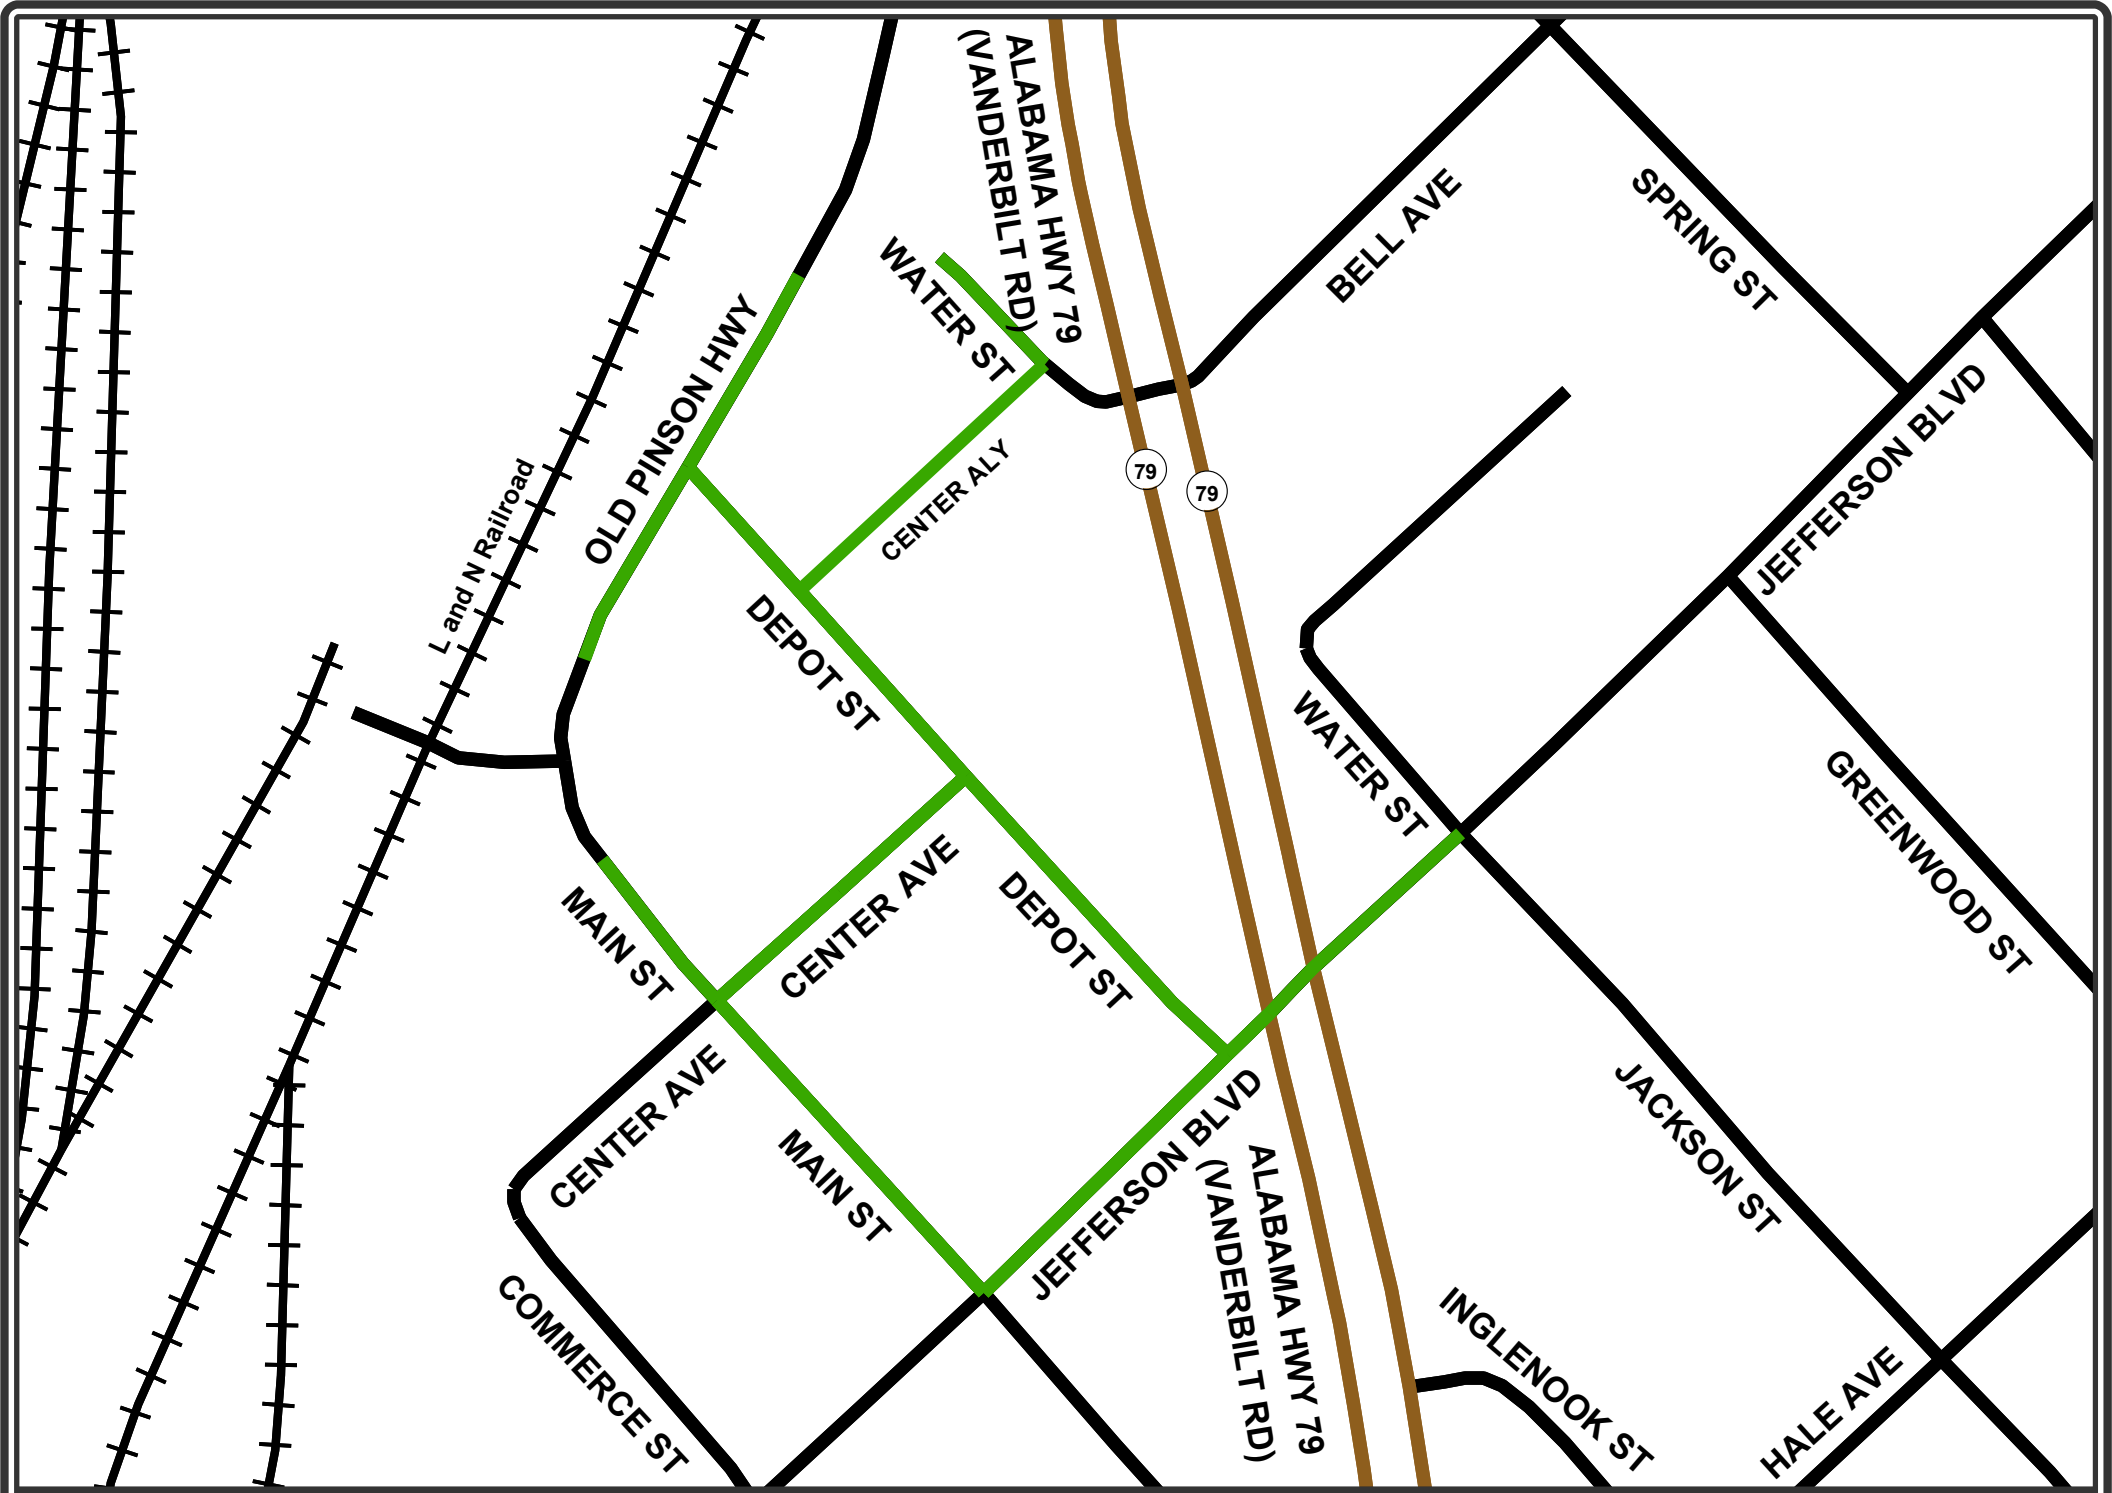 ALABAMA HWY 79
(VANDERBILT RD)
BELL AVE
SPRING ST
WATER ST
OLD PINSON HWY
CENTER ALY
79
79
JEFFERSON BLVD
L and N Railroad
DEPOT ST
WATER ST
GREENWOOD ST
CENTER AVE
DEPOT ST
MAIN ST
CENTER AVE
MAIN ST
JEFFERSON BLVD
JACKSON ST
ALABAMA HWY 79
(VANDERBILT RD)
COMMERCE ST
INGLENOOK ST
HALE AVE